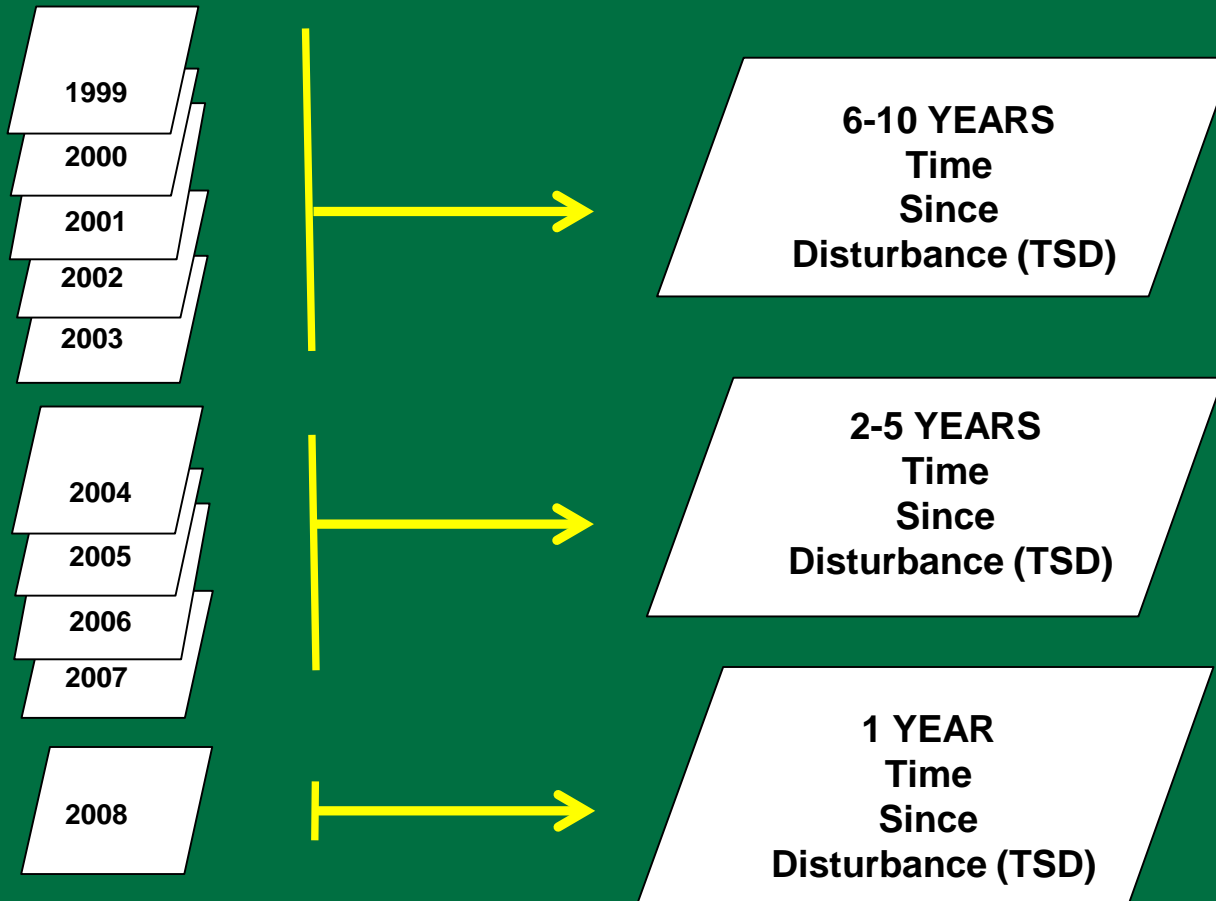 1999
2000
2001
2002
2003
6-10 YEARS
Time
Since
Disturbance (TSD)
2004
2005
2006
2007
2-5 YEARS
Time
Since
Disturbance (TSD)
2008
1 YEAR
Time
Since
Disturbance (TSD)